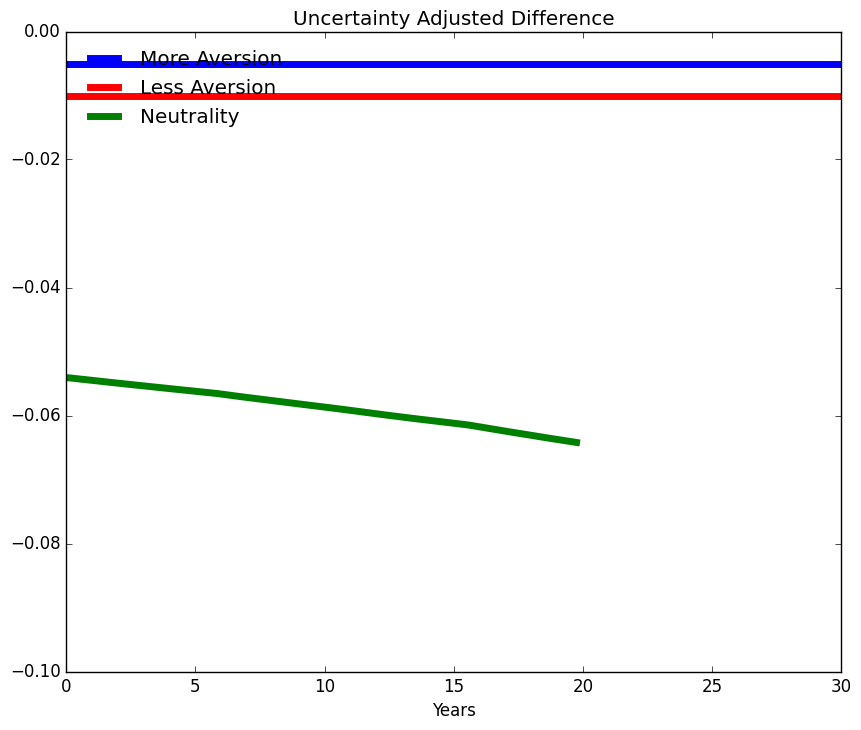 Uncertainty Adjusted Difference
0.00
More Aversion
Less Aversion
Neutrality
−0.02
−0.04
−0.06
−0.08
−0.10
0 5 10 15 20 25 30
Years